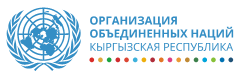 ОРГАНИЗАЦИЯ
ОБЪЕДИНЕННЫХ НАЦИЙ
КЫРГЫЗСКАЯ РЕСПУБЛИКА